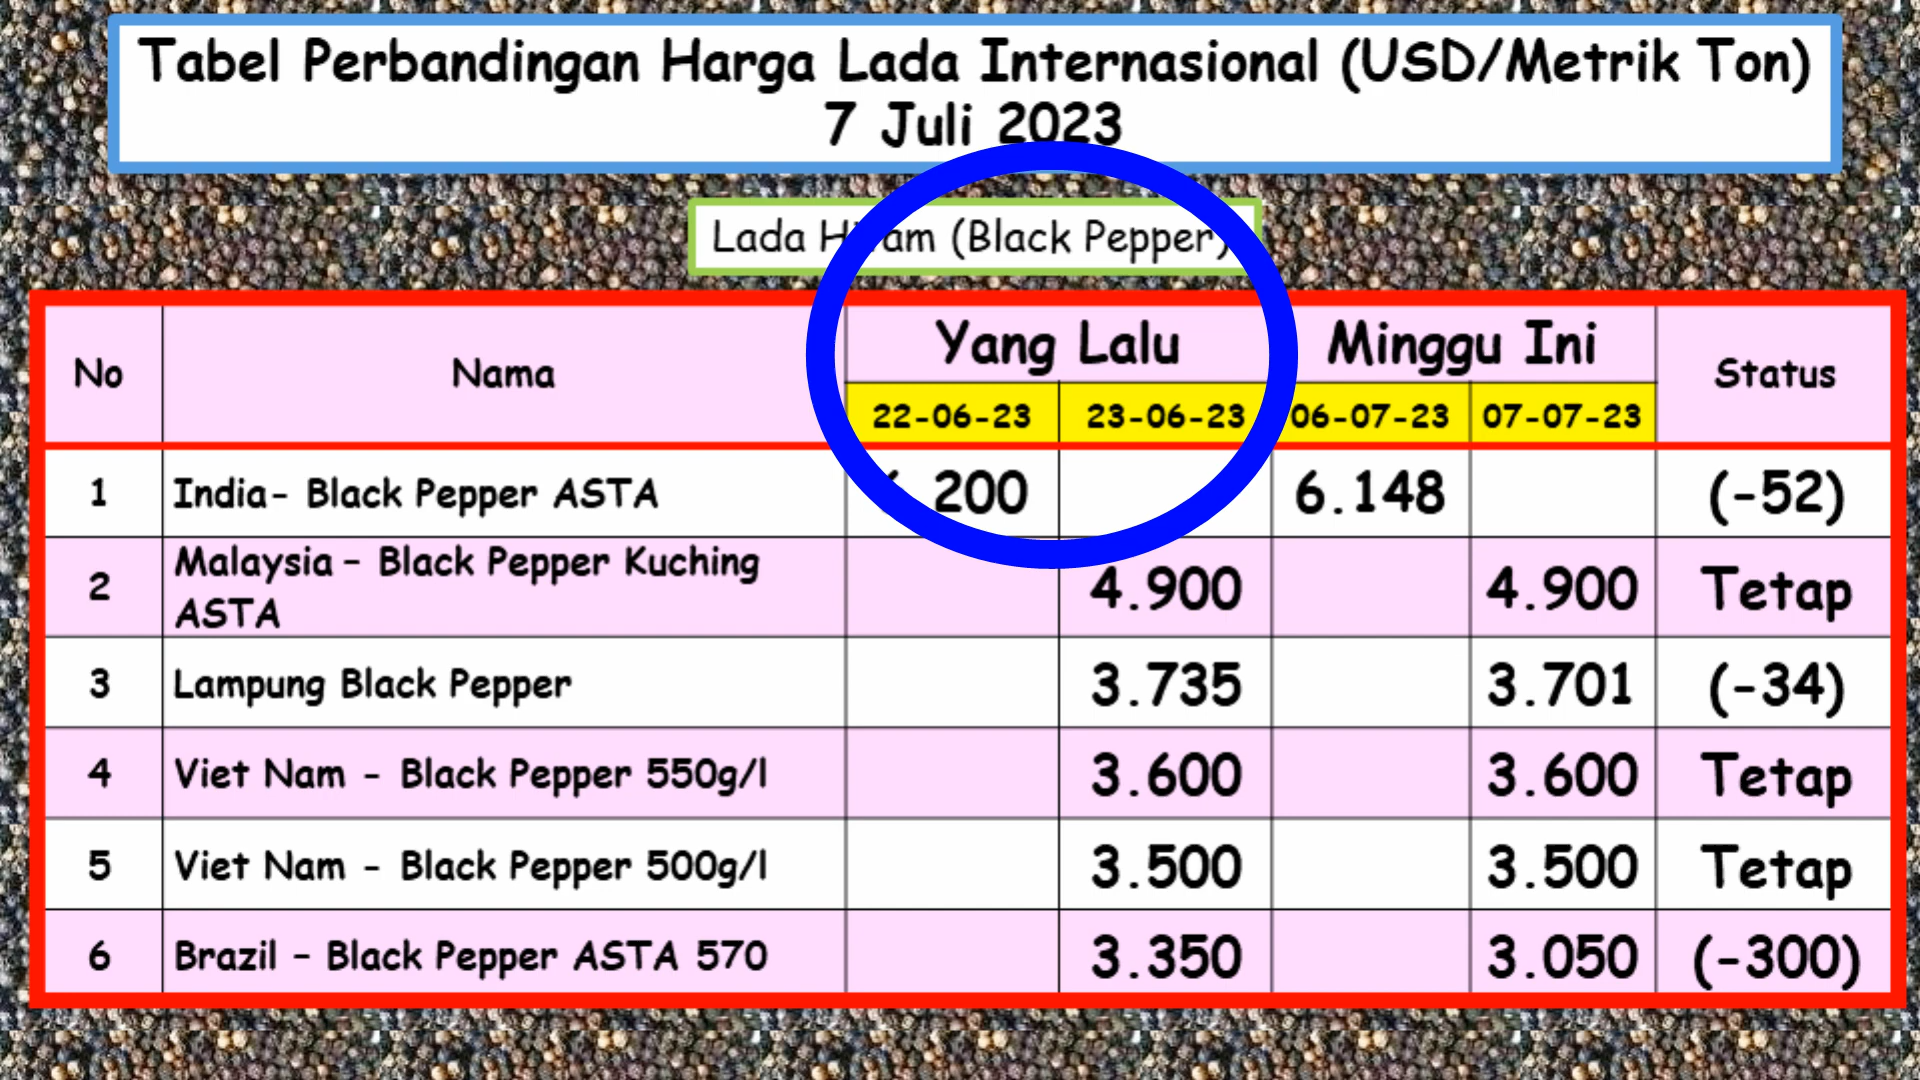 Tabel Perbandingan Harga Lada Internasional (USD/Metrik Ton)
7 Juli 2023
Lada (Black Pepper)
No Nama Yang Lalu Minggu Ini Status
22-06-23 23-06-23 06-07-23 07-07-23
1 India- Black Pepper ASTA 6.148 (-52)
2 Malaysia - Black Pepper Kuching
ASTA 4.900 4.900 Tetap
3 Lampung Black Pepper 3.735 3.701 (-34)
4 Viet Nam - Black Pepper 550g/l 3.600 3.600 Tetap
5 Viet Nam - Black Pepper 500g/l 3.500 3.500 Tetap
6 Brazil - Black Pepper ASTA 570 3.350 3.050 (-300)